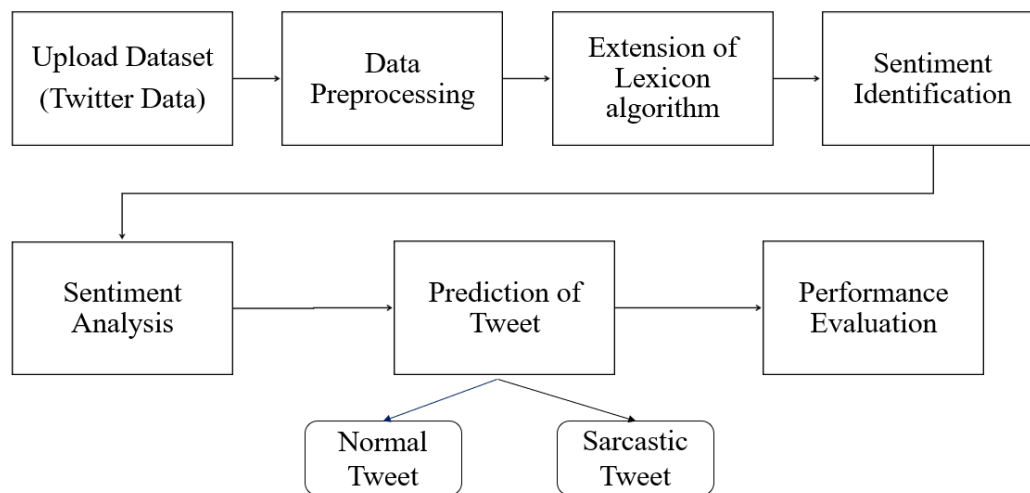 Upload Dataset
(Twitter Data)
Data
Preprocessing
Extension of
Lexicon
algorithm
Sentiment
Identification
Sentiment
Analysis
Prediction of
Tweet
Performance
Evaluation
Normal
Tweet
Sarcastic
Tweet